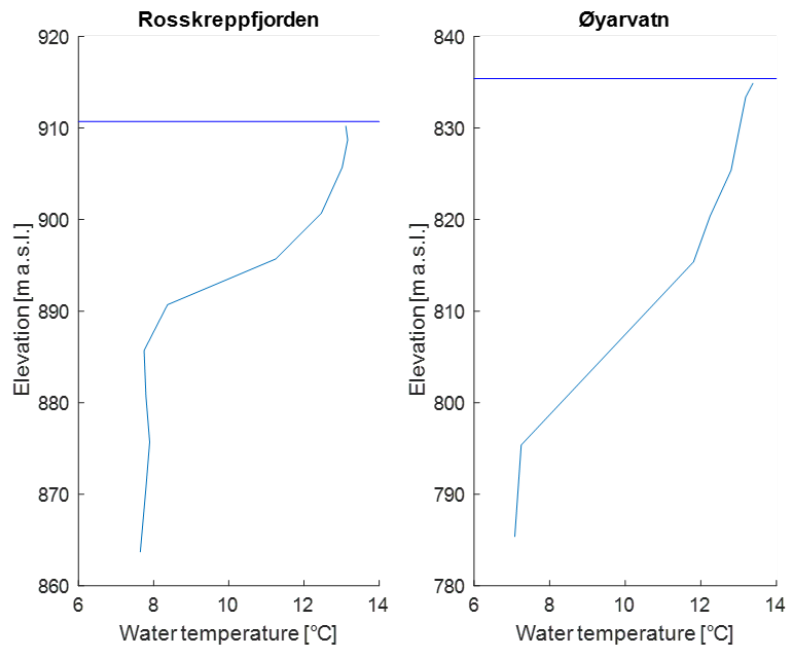 Rosskreppfjorden
920
910
900
890
880
870
860
6 8 10 12 14
Elevation [m a.s.l.]
Water temperature [°C]
Øyarvatn
840
830
820
810
800
790
780
6 8 10 12 14
Elevation [m a.s.l.]
Water temperature [°C]